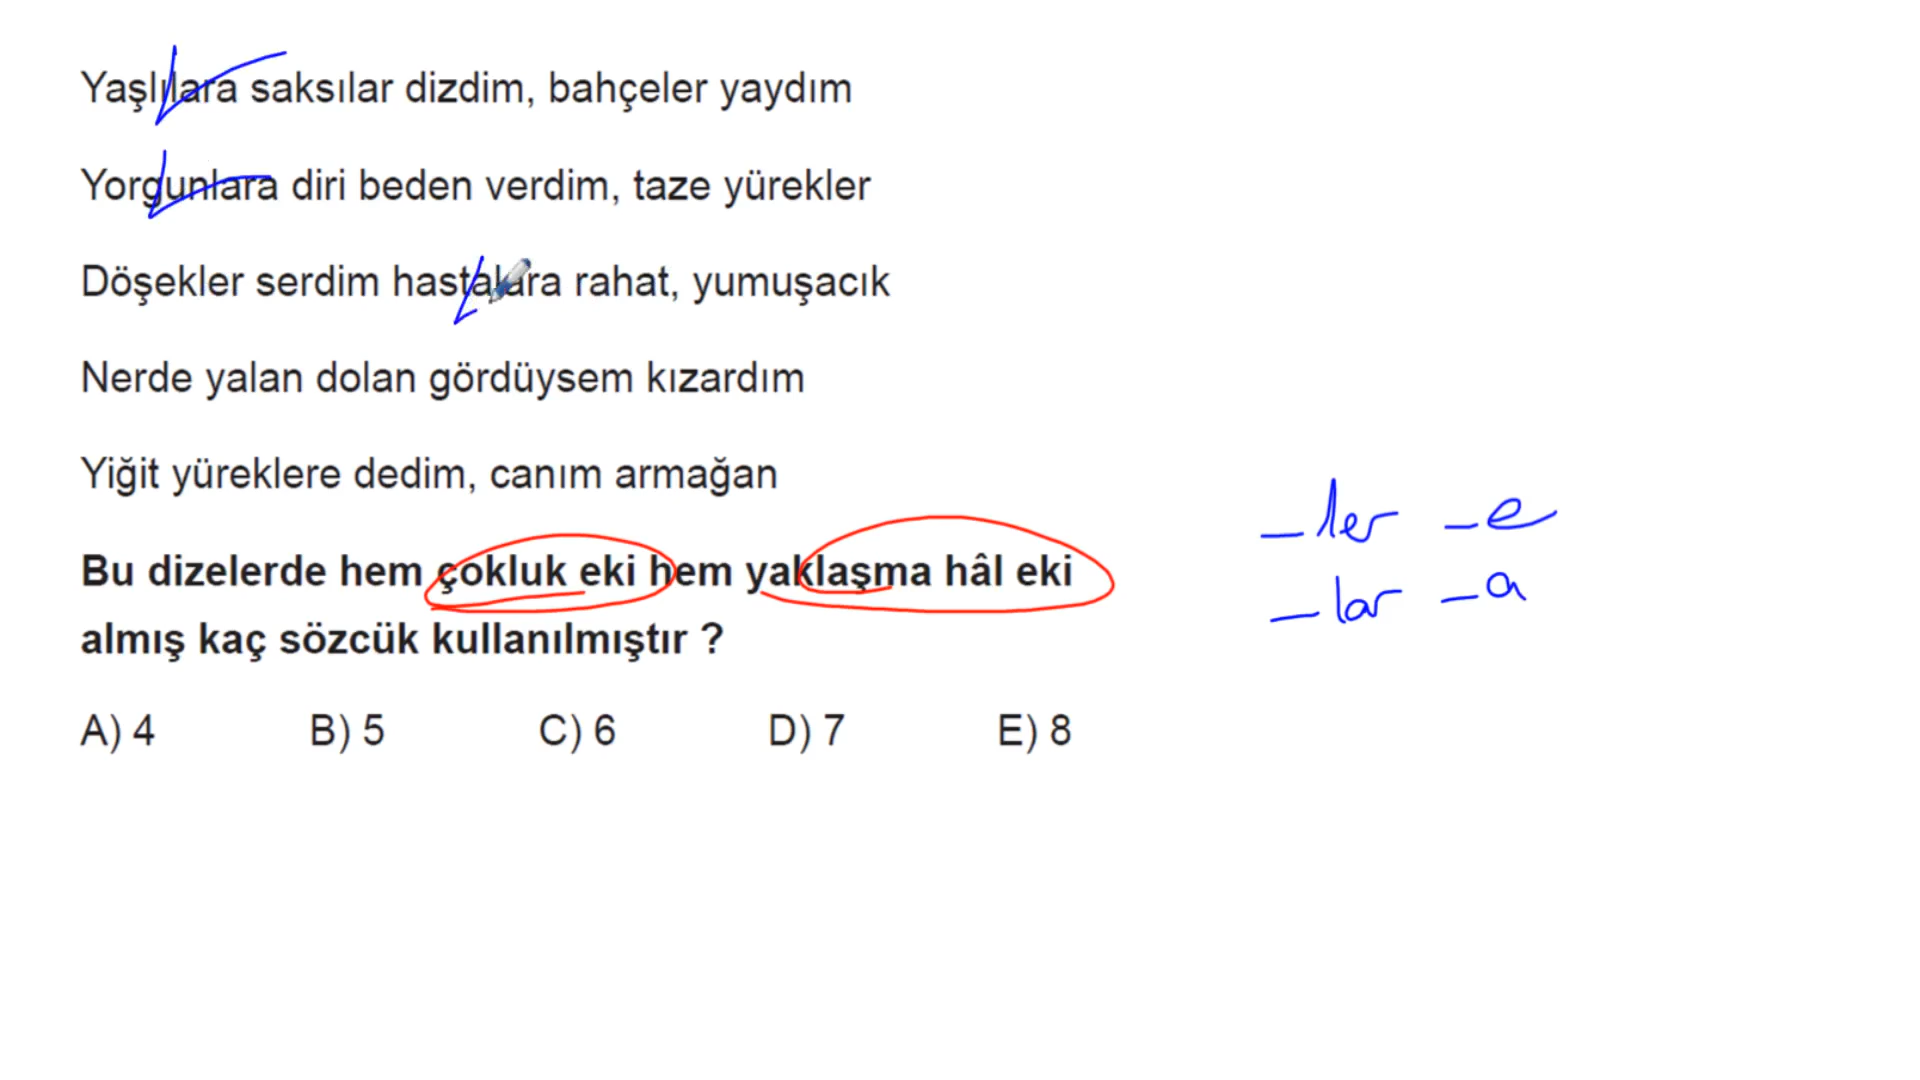 Yaşlılara saksılar dizdim, bahçeler yaydım
Yorgunlara diri beden verdim, taze yürekler
Döşekler serdim hastalara rahat, yumuşacık
Nerde yalan dolan gördüysem kızardım
Yiğit yüreklere dedim, canım armağan
-ler -e
Bu dizelerde hem çokluk eki hem yaklaşma hâl eki
-lar -a
almış kaç sözcük kullanılmıştır ?
A) 4 B) 5 C) 6 D) 7 E) 8